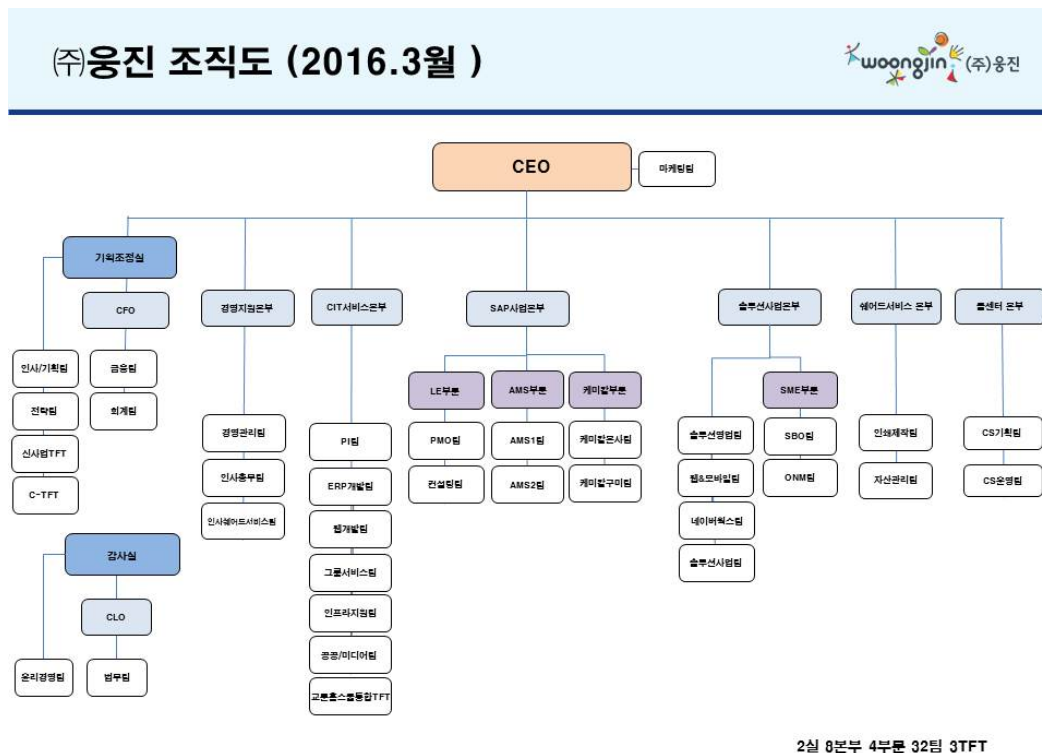 ㈜웅진 조직도 (2016.3월 )
woongjin (주)웅진
CEO
마케팅팀
기획조정실
CFO
경영지원본부
CIT서비스본부
SAP사업본부
솔루션사업본부
쉐어드서비스 본부
콜센터 본부
인사/기획팀
금융팀
LE부문
AMS부문
케미칼부문
SME부문
전략팀
회계팀
경영관리팀
PI팀
PMO팀
AMS1팀
케미칼온사팀
솔루션영업팀
SBO팀
인쇄제작팀
CS기획팀
신사업TFT
인사총무팀
ERP개발팀
컨설팅팀
AMS2팀
케미칼구미팀
웹&모바일팀
ONM팀
자산관리팀
CS운영팀
C-TFT
인사쉐어드서비스팀
웹개발팀
네이버웍스팀
감사실
그룹서비스팀
솔루션사업팀
CLO
인프라지원팀
공공/미디어팀
윤리경영팀
법무팀
교문홈스쿨통합TFT
2실 8본부 4부문 32팀 3TFT